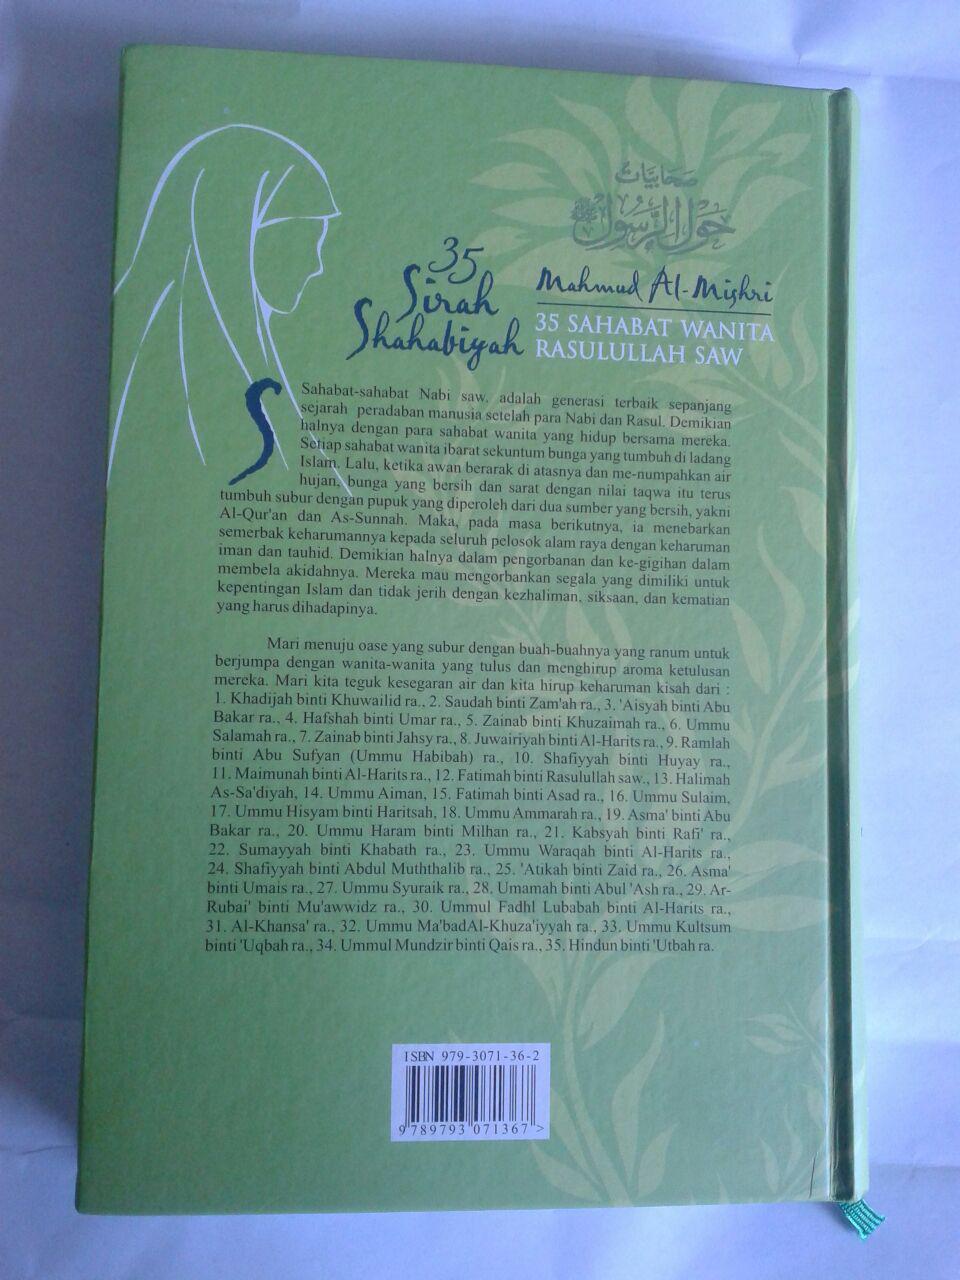 صحابيات
حول الرسول ﷺ
35
Sirah
Shahabiyah
Mahmud Al-Mishri
35 SAHABAT WANITA
RASULULLAH SAW
S
Sahabat-sahabat Nabi saw, adalah generasi terbaik sepanjang
sejarah peradaban manusia setelah para Nabi dan Rasul. Demikian
halnya dengan para sahabat wanita yang hidup bersama mereka.
Setiap sahabat wanita ibarat sekuntum bunga yang tumbuh di ladang
Islam. Lalu, ketika awan berarak di atasnya dan me-numpahkan air
hujan, bunga yang bersih dan sarat dengan nilai taqwa itu terus
tumbuh subur dengan pupuk yang diperoleh dari dua sumber yang bersih, yakni
Al-Qur'an dan As-Sunnah. Maka, pada masa berikutnya, ia menebarkan
semerbak keharumannya kepada seluruh pelosok alam raya dengan keharuman
iman dan tauhid. Demikian halnya dalam pengorbanan dan ke-gigihan dalam
membela akidahnya. Mereka mau mengorbankan segala yang dimiliki untuk
kepentingan Islam dan tidak jerih dengan kezhaliman, siksaan, dan kematian
yang harus dihadapinya.
Mari menuju oase yang subur dengan buah-buahnya yang ranum untuk
berjumpa dengan wanita-wanita yang tulus dan menghirup aroma ketulusan
mereka. Mari kita teguk kesegaran air dan kita hirup keharuman kisah dari :
1. Khadijah binti Khuwailid ra., 2. Saudah binti Zam'ah ra., 3. 'Aisyah binti Abu
Bakar ra., 4. Hafshah binti Umar ra., 5. Zainab binti Khuzaimah ra., 6. Ummu
Salamah ra., 7. Zainab binti Jahsy ra., 8. Juwairiyah binti Al-Harits ra., 9. Ramlah
binti Abu Sufyan (Ummu Habibah) ra., 10. Shafiyyah binti Huyay ra.,
11. Maimunah binti Al-Harits ra., 12. Fatimah binti Rasulullah saw., 13. Halimah
As-Sa'diyah, 14. Ummu Aiman, 15. Fatimah binti Asad ra., 16. Ummu Sulaim,
17. Ummu Hisyam binti Haritsah, 18. Ummu Ammarah ra., 19. Asma' binti Abu
Bakar ra., 20. Ummu Haram binti Milhan ra., 21. Kabsyah binti Rafi' ra.,
22. Sumayyah binti Khabath ra., 23. Ummu Waraqah binti Al-Harits ra.,
24. Shafiyyah binti Abdul Muththalib ra., 25. 'Atikah binti Zaid ra., 26. Asma'
binti Umais ra., 27. Ummu Syuraik ra., 28. Umamah binti Abul 'Ash ra., 29. Ar-
Rubai' binti Mu'awwidz ra., 30. Ummul Fadhl Lubabah binti Al-Harits ra.,
31. Al-Khansa' ra., 32. Ummu Ma'badAl-Khuza'iyyah ra., 33. Ummu Kultsum
binti 'Uqbah ra., 34. Ummul Mundzir binti Qais ra., 35. Hindun binti 'Utbah ra.
ISBN 979-3071-36-2
9 789793 071367 >